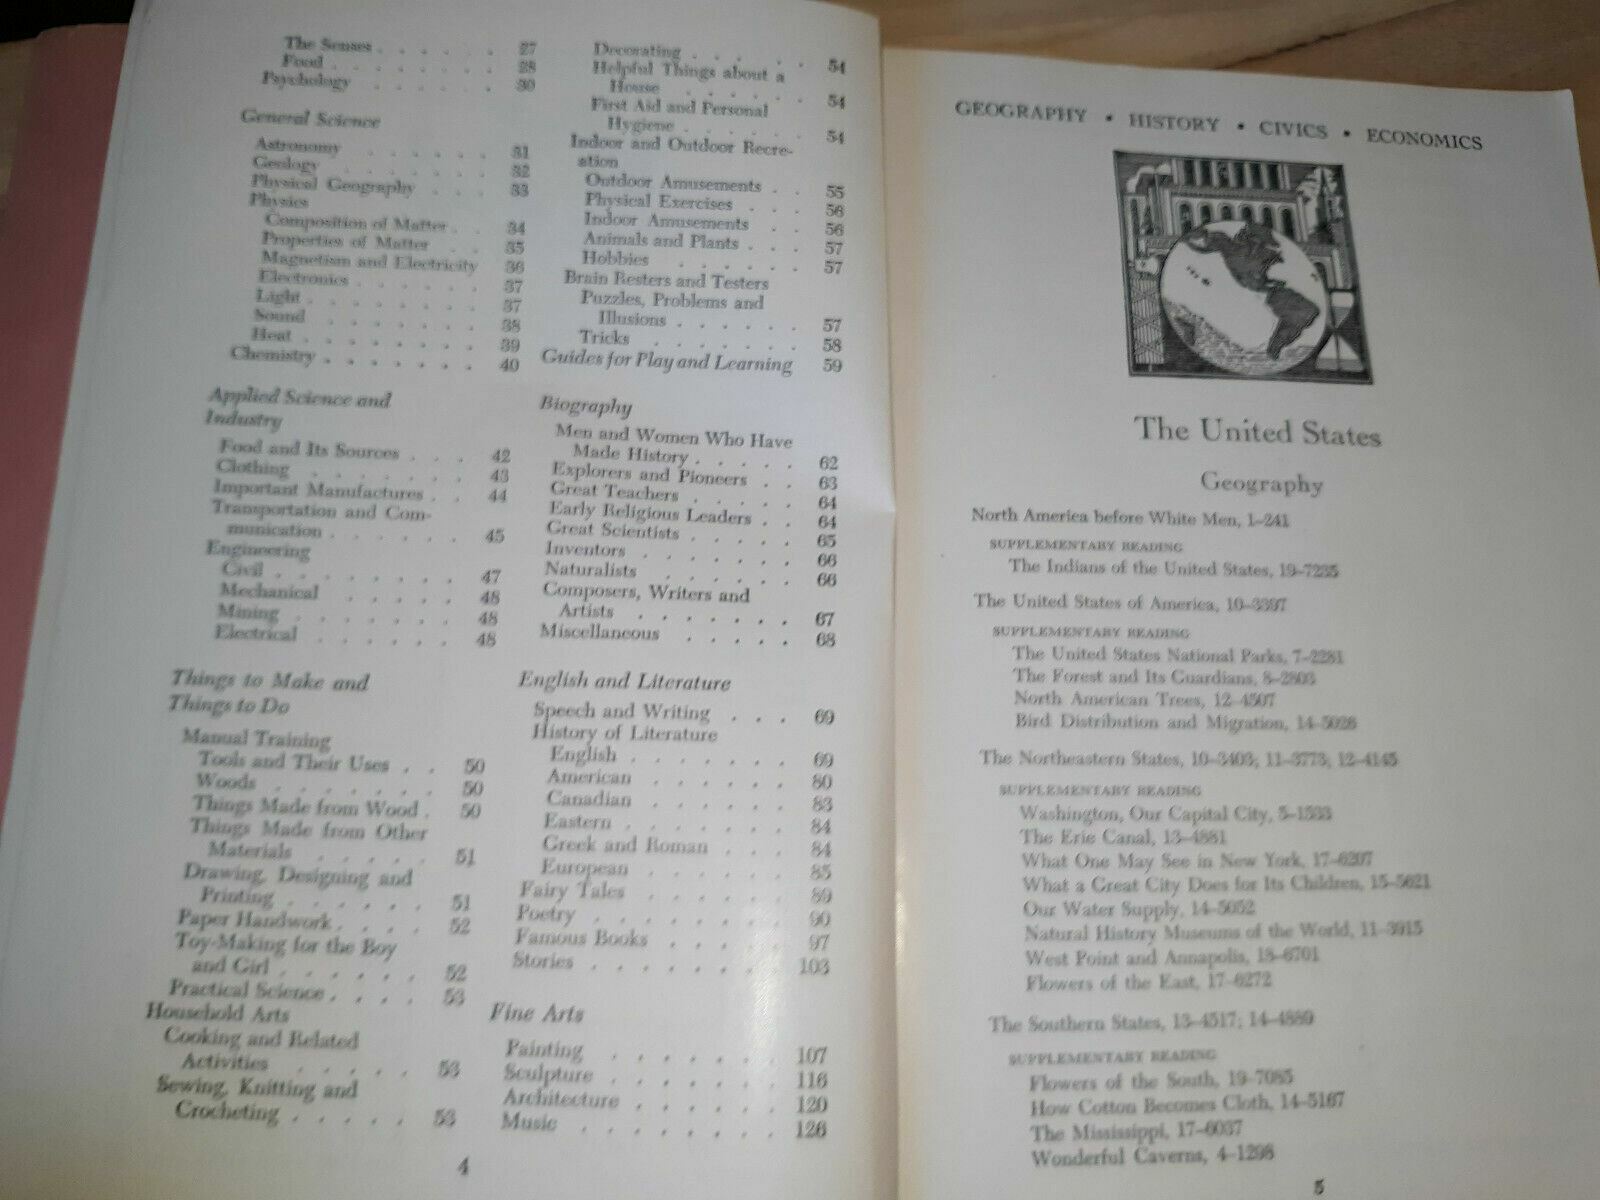 The Senses . . . . . . 27
Food . . . . . . . 28
Psychology . . . . . . 30
General Science
Astronomy . . . . . . 31
Geology . . . . . . . 32
Physical Geography . . . 33
Physics
Composition of Matter . . 34
Properties of Matter . . . 35
Magnetism and Electricity 36
Electronics . . . . . . 37
Light . . . . . . . . 37
Sound . . . . . . . 38
Heat . . . . . . . . 39
Chemistry . . . . . . . 40
Applied Science and
Industry
Food and Its Sources . . . 42
Clothing . . . . . . . 43
Important Manufactures . . 44
Transportation and Com-
munication . . . . . . 45
Engineering
Civil . . . . . . . . 47
Mechanical . . . . . 48
Mining . . . . . . . 48
Electrical . . . . . . 48
Things to Make and
Things to Do
Manual Training
Tools and Their Uses . . 50
Woods . . . . . . . 50
Things Made from Wood . 50
Things Made from Other
Materials . . . . . 51
Drawing, Designing and
Printing . . . . . . 51
Paper Handwork . . . . 52
Toy-Making for the Boy
and Girl . . . . . . 52
Practical Science . . . . 53
Household Arts
Cooking and Related
Activities . . . . . 53
Sewing, Knitting and
Crocheting . . . . . 53
4
Decorating . . . . . . 54
Helpful Things about a
House . . . . . . 54
First Aid and Personal
Hygiene . . . . . . 54
Indoor and Outdoor Recre-
ation
Outdoor Amusements . . 55
Physical Exercises . . . 56
Indoor Amusements . . 56
Animals and Plants . . . 57
Hobbies . . . . . . 57
Brain Resters and Testers
Puzzles, Problems and
Illusions . . . . . . 57
Tricks . . . . . . . 58
Guides for Play and Learning 59
Biography
Men and Women Who Have
Made History . . . . . 62
Explorers and Pioneers . . 63
Great Teachers . . . . . 64
Early Religious Leaders . . 64
Great Scientists . . . . . 65
Inventors . . . . . . . 66
Naturalists . . . . . . 66
Composers, Writers and
Artists . . . . . . . 67
Miscellaneous . . . . . 68
English and Literature
Speech and Writing . . . 69
History of Literature
English . . . . . . . 69
American . . . . . . 80
Canadian . . . . . . 83
Eastern . . . . . . . 84
Greek and Roman . . . 84
European . . . . . . 85
Fairy Tales . . . . . . 89
Poetry . . . . . . . . 90
Famous Books . . . . . 97
Stories . . . . . . . . 103
Fine Arts
Painting . . . . . . . 107
Sculpture . . . . . . . 116
Architecture . . . . . . 120
Music . . . . . . . . 126
GEOGRAPHY • HISTORY • CIVICS • ECONOMICS
The United States
Geography
North America before White Men, 1–241
SUPPLEMENTARY READING
The Indians of the United States, 19–7235
The United States of America, 10–3397
SUPPLEMENTARY READING
The United States National Parks, 7–2281
The Forest and Its Guardians, 8–2803
North American Trees, 12–4507
Bird Distribution and Migration, 14–5026
The Northeastern States, 10–3403; 11–3773; 12–4145
SUPPLEMENTARY READING
Washington, Our Capital City, 5–1533
The Erie Canal, 13–4881
What One May See in New York, 17–6207
What a Great City Does for Its Children, 15–5621
Our Water Supply, 14–5052
Natural History Museums of the World, 11–3915
West Point and Annapolis, 18–6701
Flowers of the East, 17–6272
The Southern States, 13–4517; 14–4889
SUPPLEMENTARY READING
Flowers of the South, 19–7085
How Cotton Becomes Cloth, 14–5167
The Mississippi, 17–6037
Wonderful Caverns, 4–1298
5